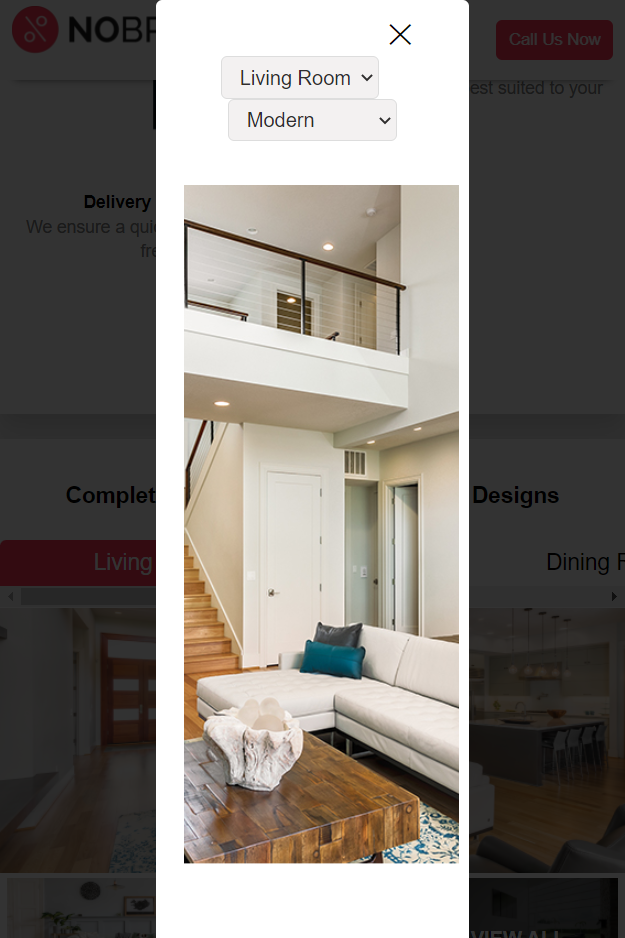 NOBR
Call Us Now
Living Room
Modern
est suited to your
Delivery
We ensure a quic
fre
Complet
Designs
Living
Dining R
VIEW ALL